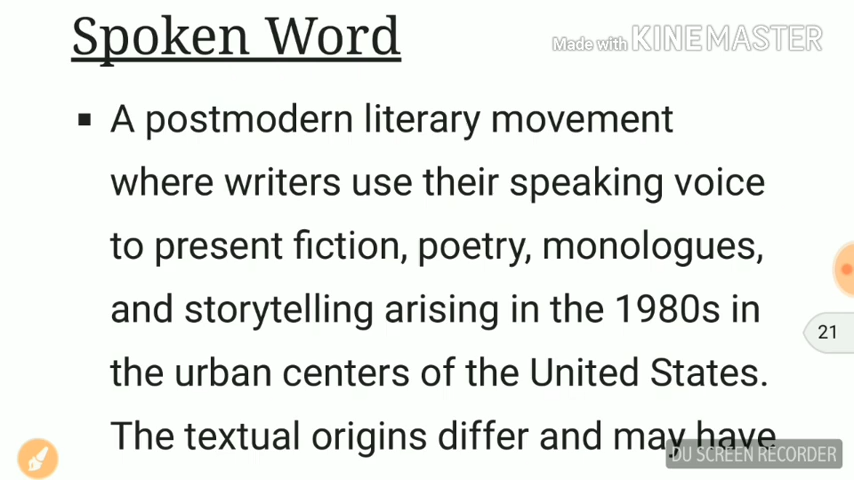 Spoken Word
Made with KINEMASTER
▪ A postmodern literary movement
where writers use their speaking voice
to present fiction, poetry, monologues,
and storytelling arising in the 1980s in
the urban centers of the United States.
21
The textual origins differ and may have
DU SCREEN RECORDER